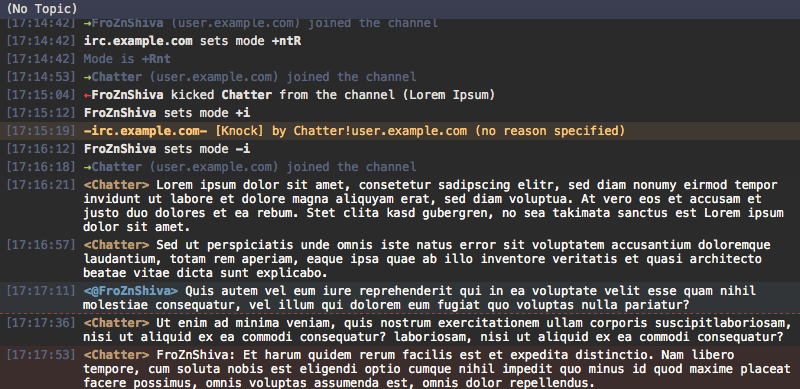 (No Topic)
[17:14:42] →FroZnShiva (user.example.com) joined the channel
[17:14:42] irc.example.com sets mode +ntR
[17:14:42] Mode is +Rnt
[17:14:53] →Chatter (user.example.com) joined the channel
[17:15:04] ←FroZnShiva kicked Chatter from the channel (Lorem Ipsum)
[17:15:12] FroZnShiva sets mode +i
[17:15:19] -irc.example.com- [Knock] by Chatter!user.example.com (no reason specified)
[17:16:12] FroZnShiva sets mode -i
[17:16:18] →Chatter (user.example.com) joined the channel
[17:16:21] <Chatter> Lorem ipsum dolor sit amet, consetetur sadipscing elitr, sed diam nonumy eirmod tempor
invidunt ut labore et dolore magna aliquyam erat, sed diam voluptua. At vero eos et accusam et
justo duo dolores et ea rebum. Stet clita kasd gubergren, no sea takimata sanctus est Lorem ipsum
dolor sit amet.
[17:16:57] <Chatter> Sed ut perspiciatis unde omnis iste natus error sit voluptatem accusantium doloremque
laudantium, totam rem aperiam, eaque ipsa quae ab illo inventore veritatis et quasi architecto
beatae vitae dicta sunt explicabo.
[17:17:11] <@FroZnShiva> Quis autem vel eum iure reprehenderit qui in ea voluptate velit esse quam nihil
molestiae consequatur, vel illum qui dolorem eum fugiat quo voluptas nulla pariatur?
[17:17:36] <Chatter> Ut enim ad minima veniam, quis nostrum exercitationem ullam corporis suscipitlaboriosam,
nisi ut aliquid ex ea commodi consequatur? laboriosam, nisi ut aliquid ex ea commodi consequatur?
[17:17:53] <Chatter> FroZnShiva: Et harum quidem rerum facilis est et expedita distinctio. Nam libero
tempore, cum soluta nobis est eligendi optio cumque nihil impedit quo minus id quod maxime placeat
facere possimus, omnis voluptas assumenda est, omnis dolor repellendus.